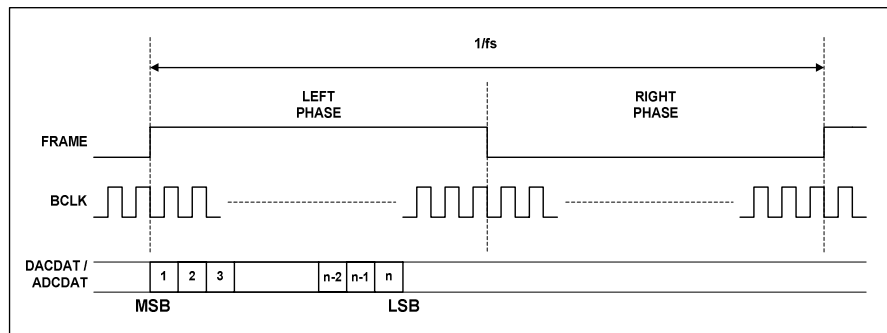 1/fs
LEFT
PHASE
RIGHT
PHASE
FRAME
BCLK
DACDAT /
ADCDAT
1 2 3 n-2 n-1 n
MSB LSB